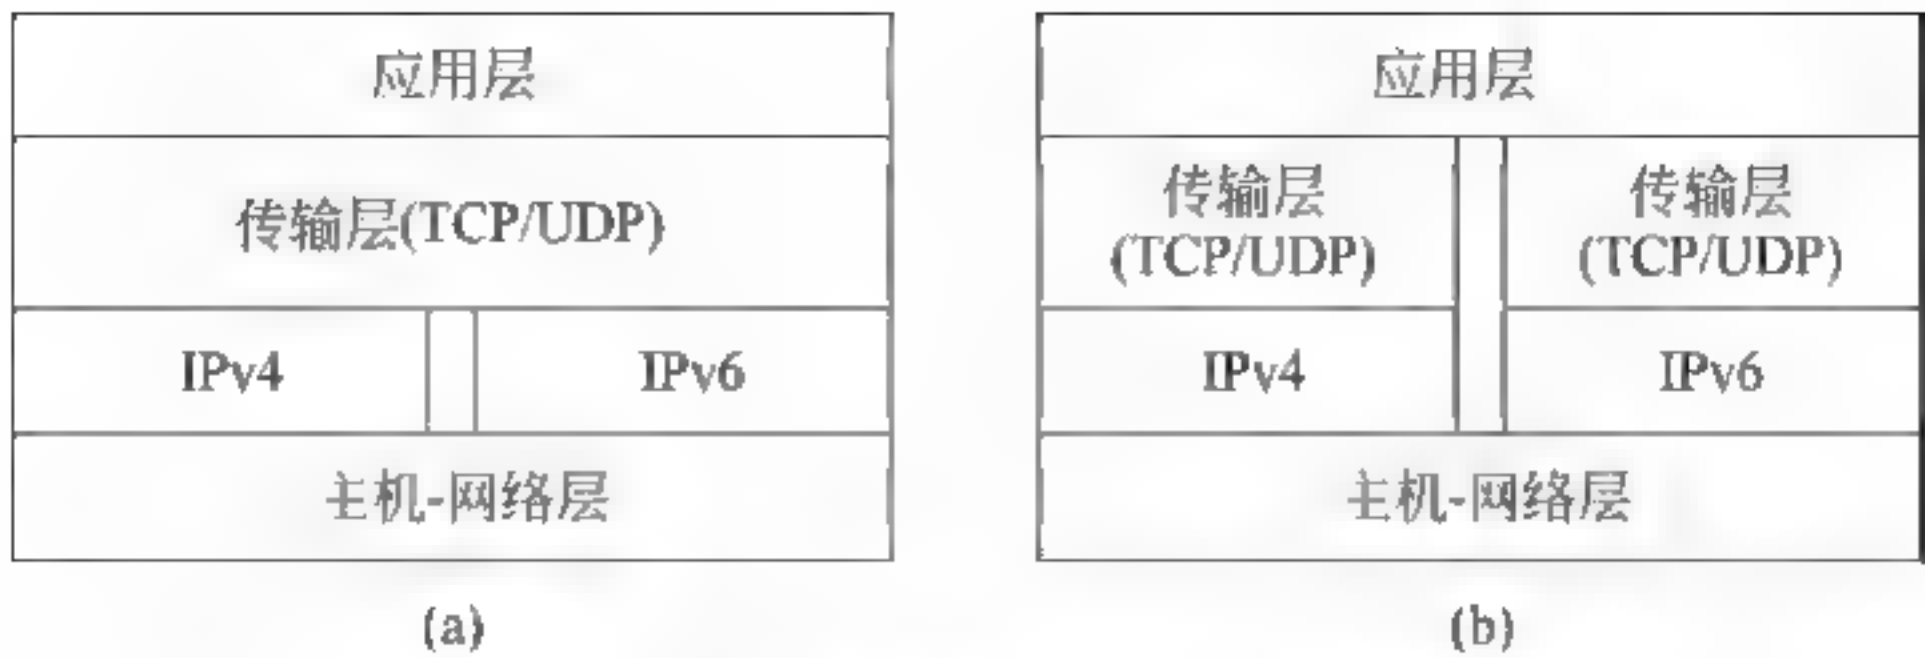 应用层
传输层(TCP/UDP)
IPv4
IPv6
主机-网络层
(a)
应用层
传输层
(TCP/UDP)
传输层
(TCP/UDP)
IPv4
IPv6
主机-网络层
(b)